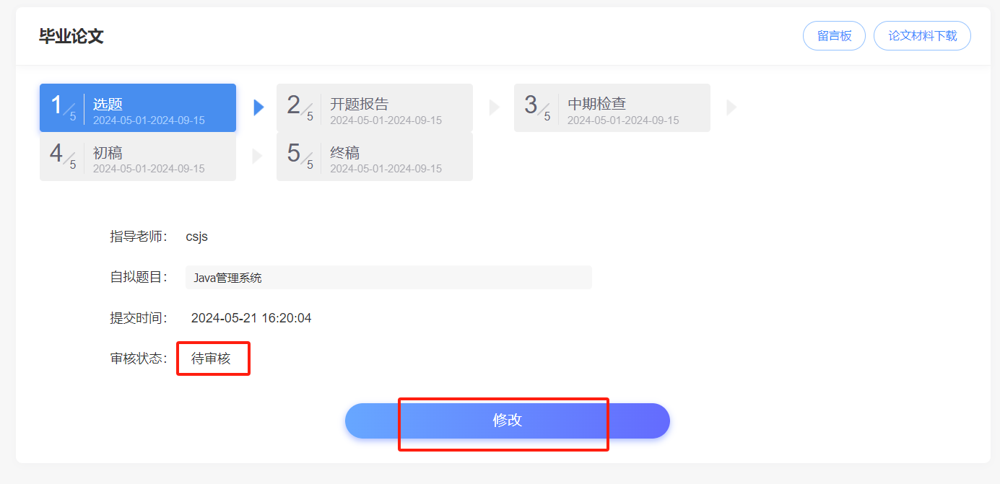 毕业论文
留言板
论文材料下载
1/5 选题
2024-05-01-2024-09-15
2/5 开题报告
2024-05-01-2024-09-15
3/5 中期检查
2024-05-01-2024-09-15
4/5 初稿
2024-05-01-2024-09-15
5/5 终稿
2024-05-01-2024-09-15
指导老师： csjs
自拟题目： Java管理系统
提交时间： 2024-05-21 16:20:04
审核状态： 待审核
修改